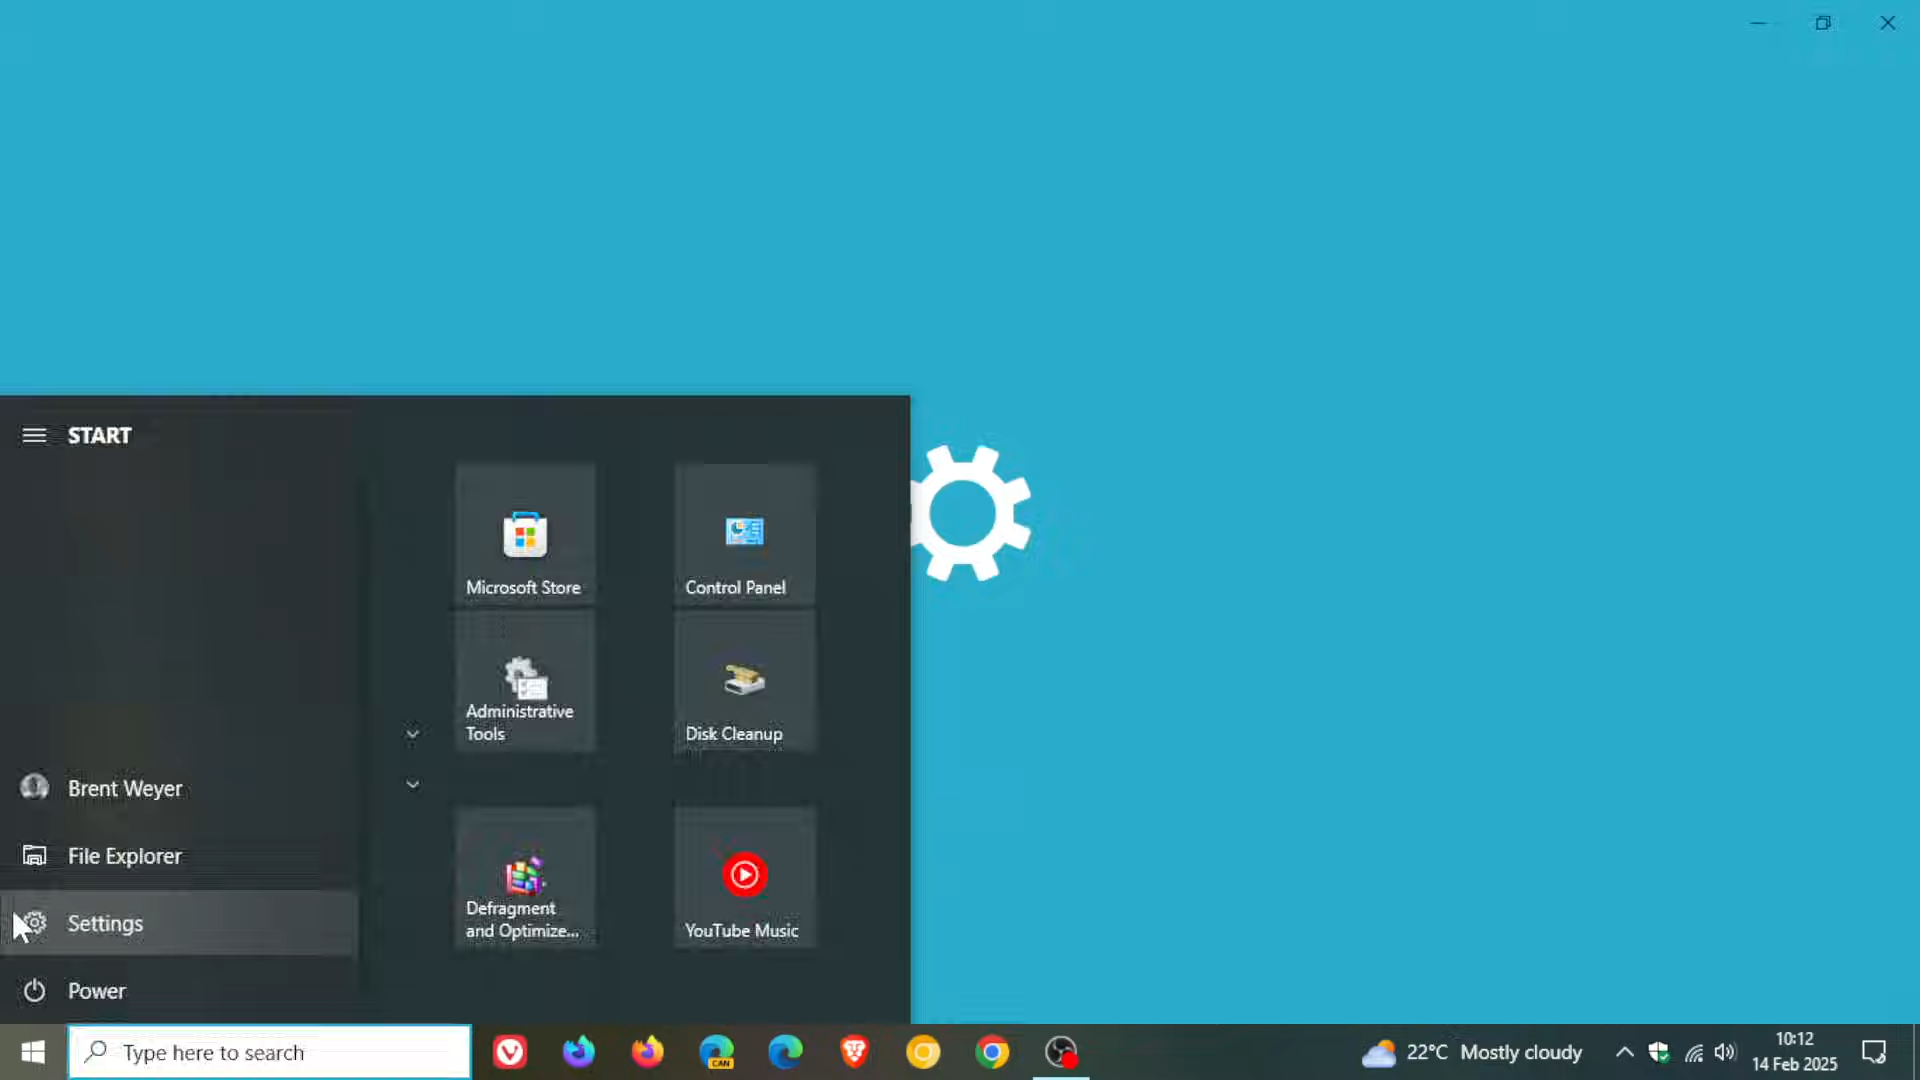 START
Microsoft Store
Control Panel
Administrative
Tools
Disk Cleanup
Brent Weyer
File Explorer
Defragment
and Optimize...
YouTube Music
Settings
Power
Type here to search
CAN
22°C Mostly cloudy
10:12
14 Feb 2025